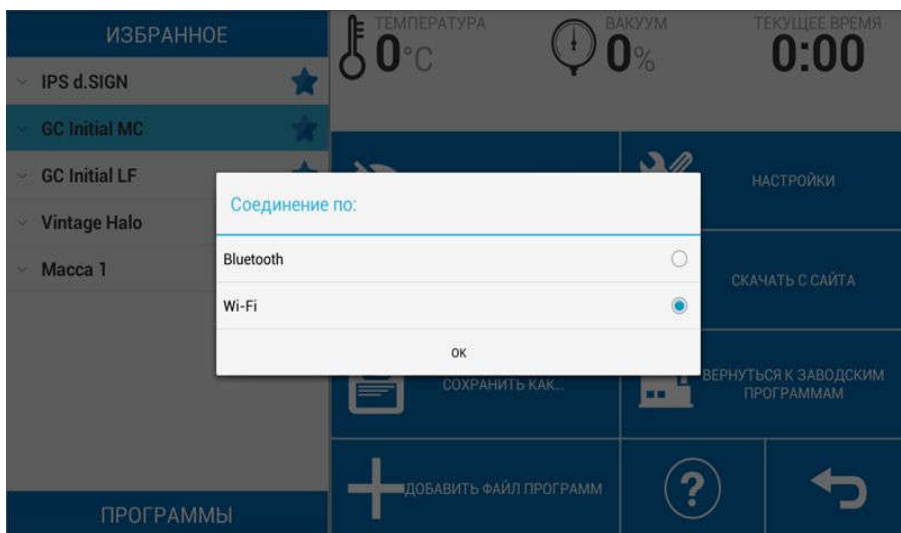 ИЗБРАННОЕ
IPS d.SIGN
GC Initial MC
GC Initial LF
Vintage Halo
Масса 1
ПРОГРАММЫ
ТЕМПЕРАТУРА
0°C
ВАКУУМ
0%
ТЕКУЩЕЕ ВРЕМЯ
0:00
НАСТРОЙКИ
СКАЧАТЬ С САЙТА
СОХРАНИТЬ КАК...
ВЕРНУТЬСЯ К ЗАВОДСКИМ
ПРОГРАММАМ
ДОБАВИТЬ ФАЙЛ ПРОГРАММ
?
Соединение по:
Bluetooth
Wi-Fi
ОК